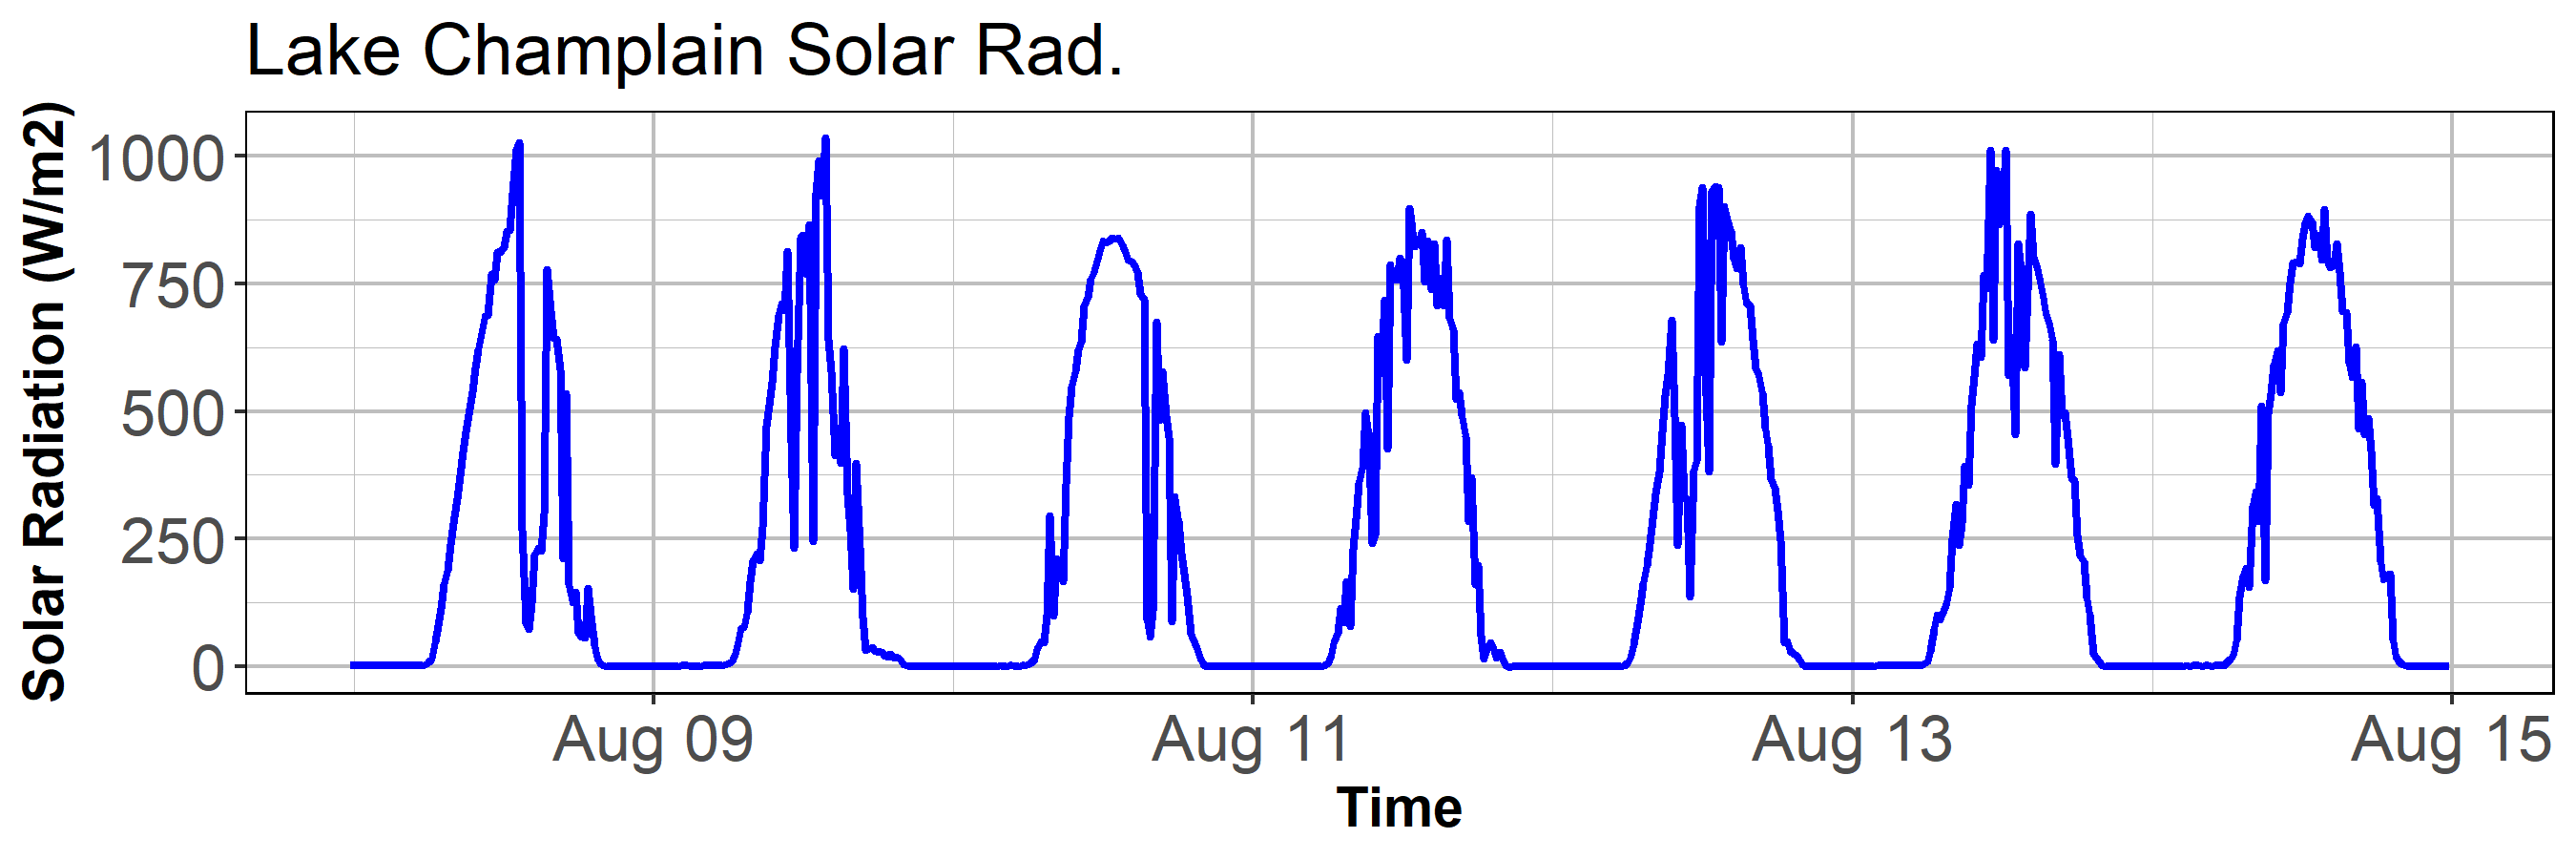 Lake Champlain Solar Rad.
Solar Radiation (W/m2)
1000
750
500
250
0
Aug 09
Aug 11
Aug 13
Aug 15
Time